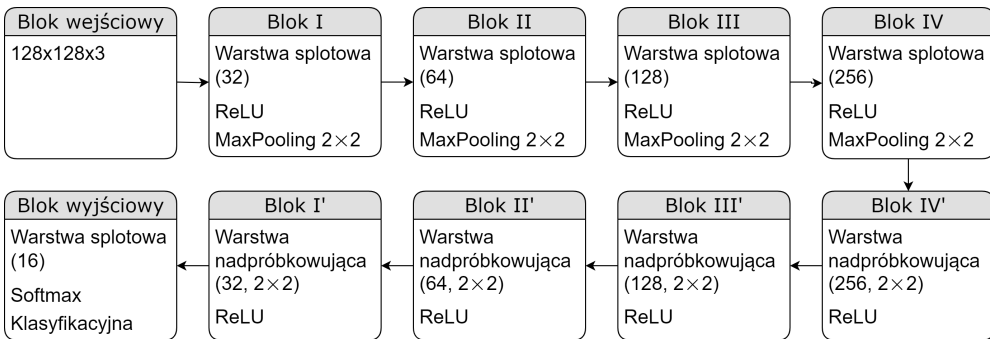 Blok wejściowy
128x128x3
Blok I
Warstwa splotowa
(32)
ReLU
MaxPooling 2×2
Blok II
Warstwa splotowa
(64)
ReLU
MaxPooling 2×2
Blok III
Warstwa splotowa
(128)
ReLU
MaxPooling 2×2
Blok IV
Warstwa splotowa
(256)
ReLU
MaxPooling 2×2
Blok IV'
Warstwa
nadpróbkowująca
(256, 2×2)
ReLU
Blok III'
Warstwa
nadpróbkowująca
(128, 2×2)
ReLU
Blok II'
Warstwa
nadpróbkowująca
(64, 2×2)
ReLU
Blok I'
Warstwa
nadpróbkowująca
(32, 2×2)
ReLU
Blok wyjściowy
Warstwa splotowa
(16)
Softmax
Klasyfikacyjna